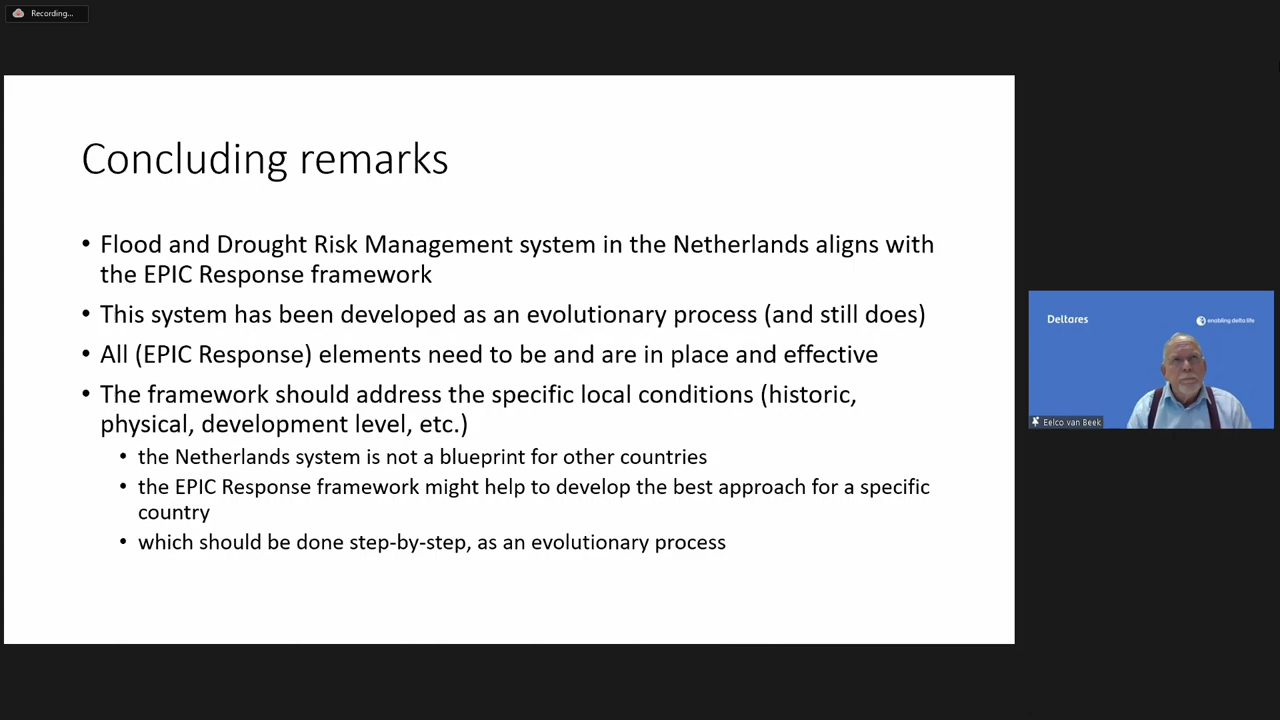 Recording...
Concluding remarks
• Flood and Drought Risk Management system in the Netherlands aligns with
the EPIC Response framework
• This system has been developed as an evolutionary process (and still does)
• All (EPIC Response) elements need to be and are in place and effective
• The framework should address the specific local conditions (historic,
physical, development level, etc.)
• the Netherlands system is not a blueprint for other countries
• the EPIC Response framework might help to develop the best approach for a specific
country
• which should be done step-by-step, as an evolutionary process
Deltares
enabling delta life
Eelco van Beek